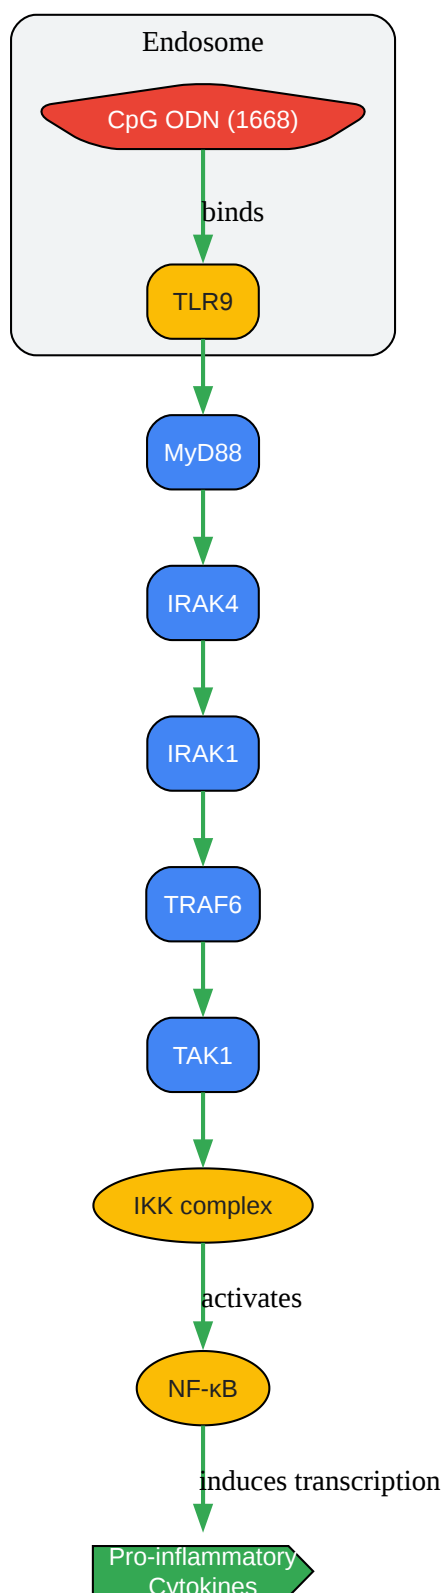 Endosome
CpG ODN (1668)
binds
TLR9
MyD88
IRAK4
IRAK1
TRAF6
TAK1
IKK complex
activates
NF-κB
induces transcription
Pro-inflammatory
Cytokines